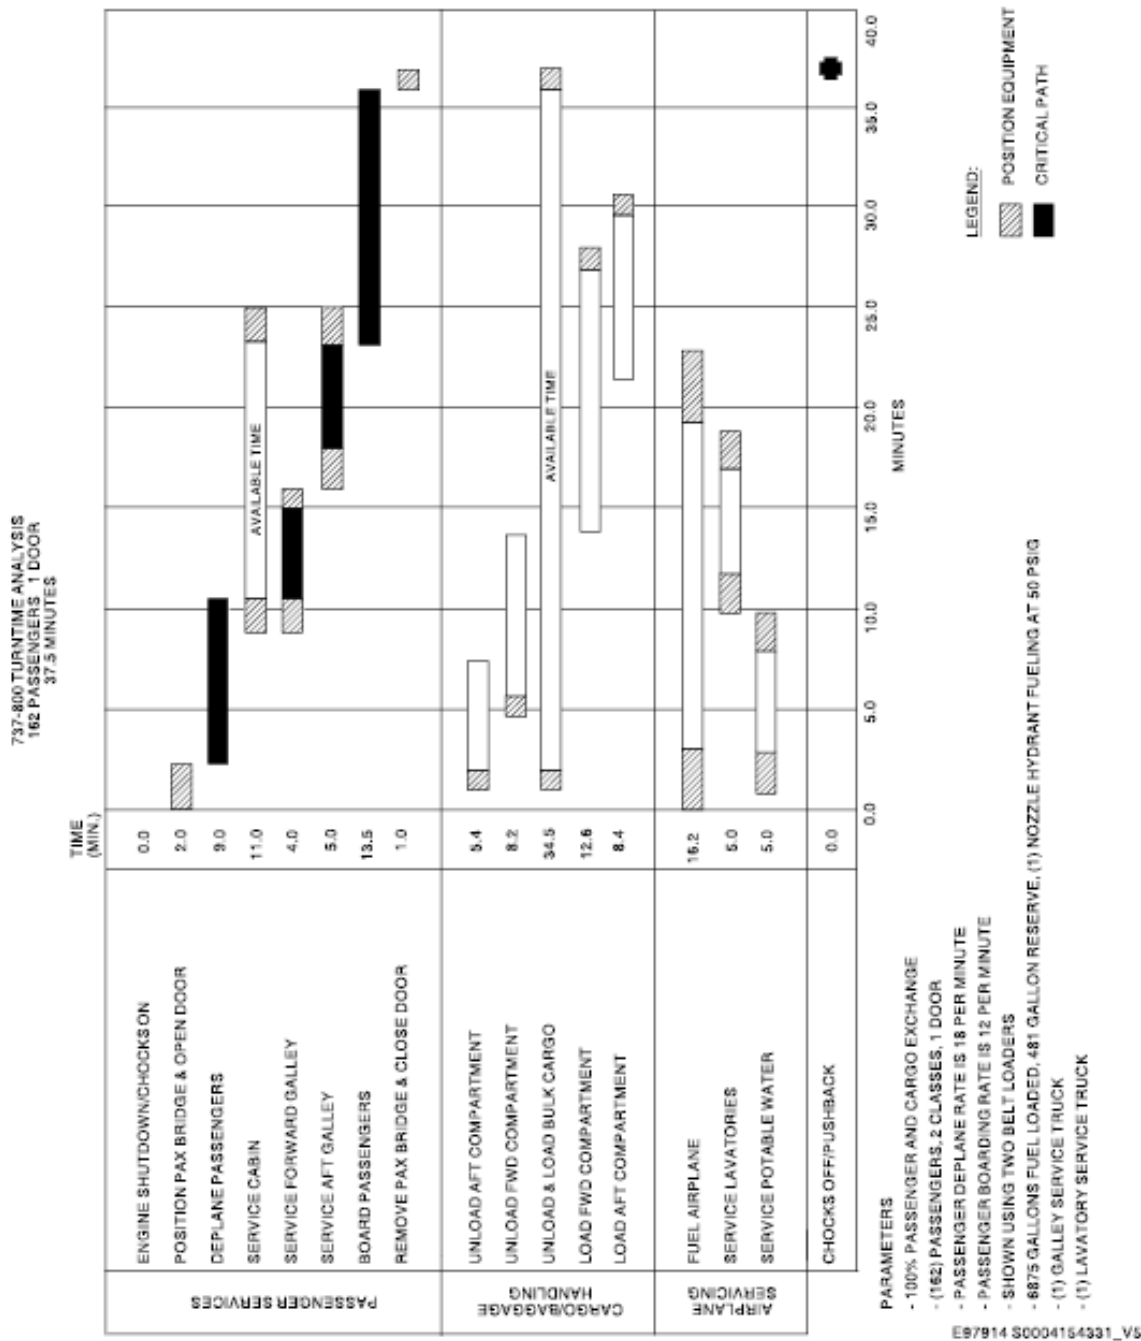 737-800 TURNTIME ANALYSIS
162 PASSENGERS 1 DOOR
37.5 MINUTES
TIME
(MIN.)
PASSENGER SERVICES
ENGINE SHUTDOWN/CHOCKS ON 0.0
POSITION PAX BRIDGE & OPEN DOOR 2.0
DEPLANE PASSENGERS 9.0
SERVICE CABIN 11.0 AVAILABLE TIME
SERVICE FORWARD GALLEY 4.0
SERVICE AFT GALLEY 5.0
BOARD PASSENGERS 13.5
REMOVE PAX BRIDGE & CLOSE DOOR 1.0
CARGO/BAGGAGE
HANDLING
UNLOAD AFT COMPARTMENT 5.4
UNLOAD FWD COMPARTMENT 8.2
UNLOAD & LOAD BULK CARGO 34.5 AVAILABLE TIME
LOAD FWD COMPARTMENT 12.6
LOAD AFT COMPARTMENT 8.4
AIRPLANE
SERVICING
FUEL AIRPLANE 16.2
SERVICE LAVATORIES 5.0
SERVICE POTABLE WATER 5.0
CHOCKS OFF/PUSHBACK 0.0
0.0 5.0 10.0 15.0 20.0 25.0 30.0 35.0 40.0
MINUTES
PARAMETERS
- 100% PASSENGER AND CARGO EXCHANGE
- (162) PASSENGERS, 2 CLASSES, 1 DOOR
- PASSENGER DEPLANE RATE IS 18 PER MINUTE
- PASSENGER BOARDING RATE IS 12 PER MINUTE
- SHOWN USING TWO BELT LOADERS
- 6875 GALLONS FUEL LOADED, 481 GALLON RESERVE, (1) NOZZLE HYDRANT FUELING AT 50 PSIG
- (1) GALLEY SERVICE TRUCK
- (1) LAVATORY SERVICE TRUCK
LEGEND:
POSITION EQUIPMENT
CRITICAL PATH
E97914 S0004154331_V5